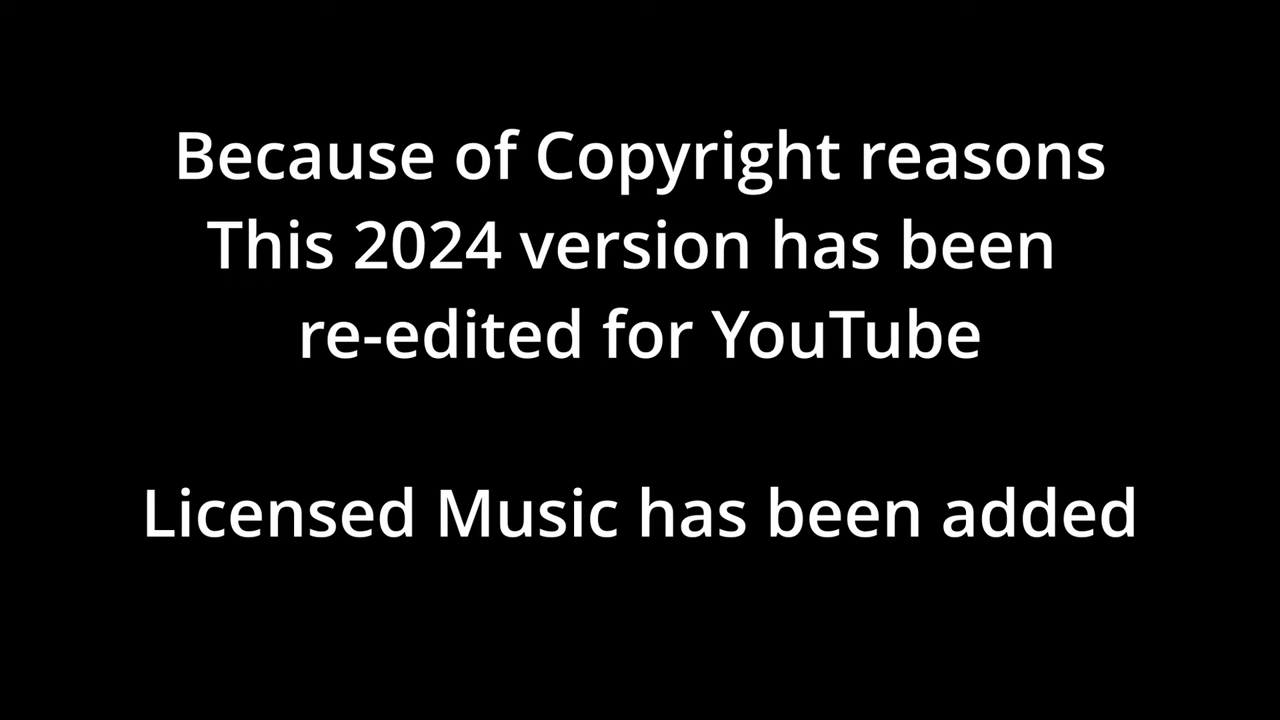 Because of Copyright reasons
This 2024 version has been
re-edited for YouTube
Licensed Music has been added